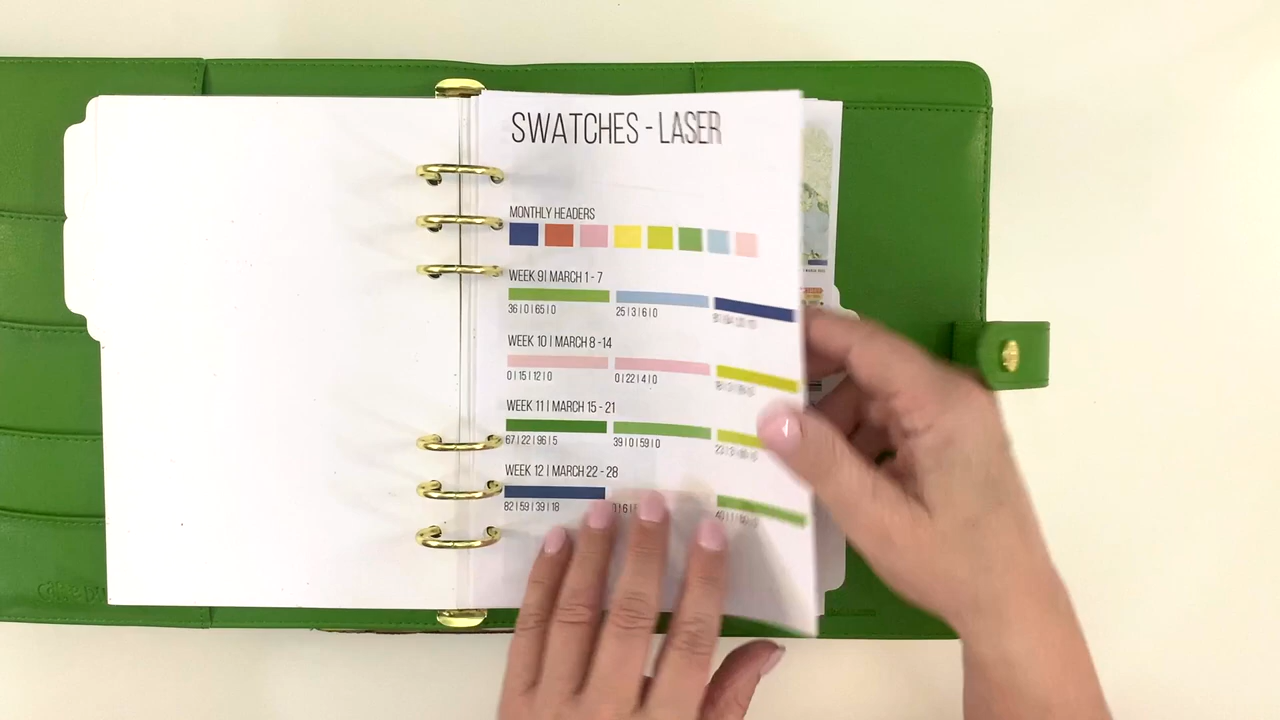 SWATCHES - LASER
MONTHLY HEADERS
WEEK 9 | MARCH 1 - 7
36 | 0 | 65 | 0
25 | 3 | 6 | 0
WEEK 10 | MARCH 8 -14
0 | 15 | 12 | 0
0 | 22 | 4 | 0
WEEK 11 | MARCH 15 - 21
67 | 22 | 96 | 5
39 | 0 | 59 | 0
WEEK 12 | MARCH 22 - 28
82 | 59 | 39 | 18